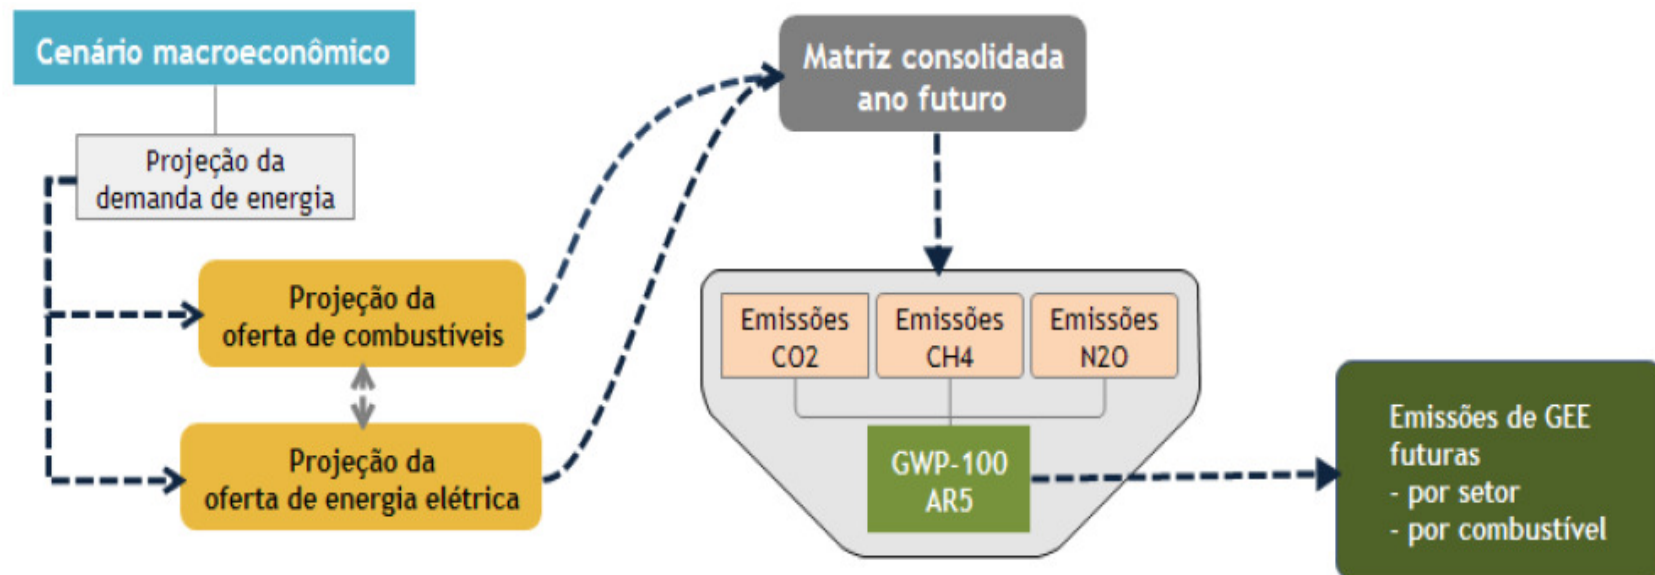 Cenário macroeconômico
Projeção da
demanda de energia
Projeção da
oferta de combustíveis
Projeção da
oferta de energia elétrica
Matriz consolidada
ano futuro
Emissões
CO2
Emissões
CH4
Emissões
N2O
GWP-100
AR5
Emissões de GEE
futuras
- por setor
- por combustível